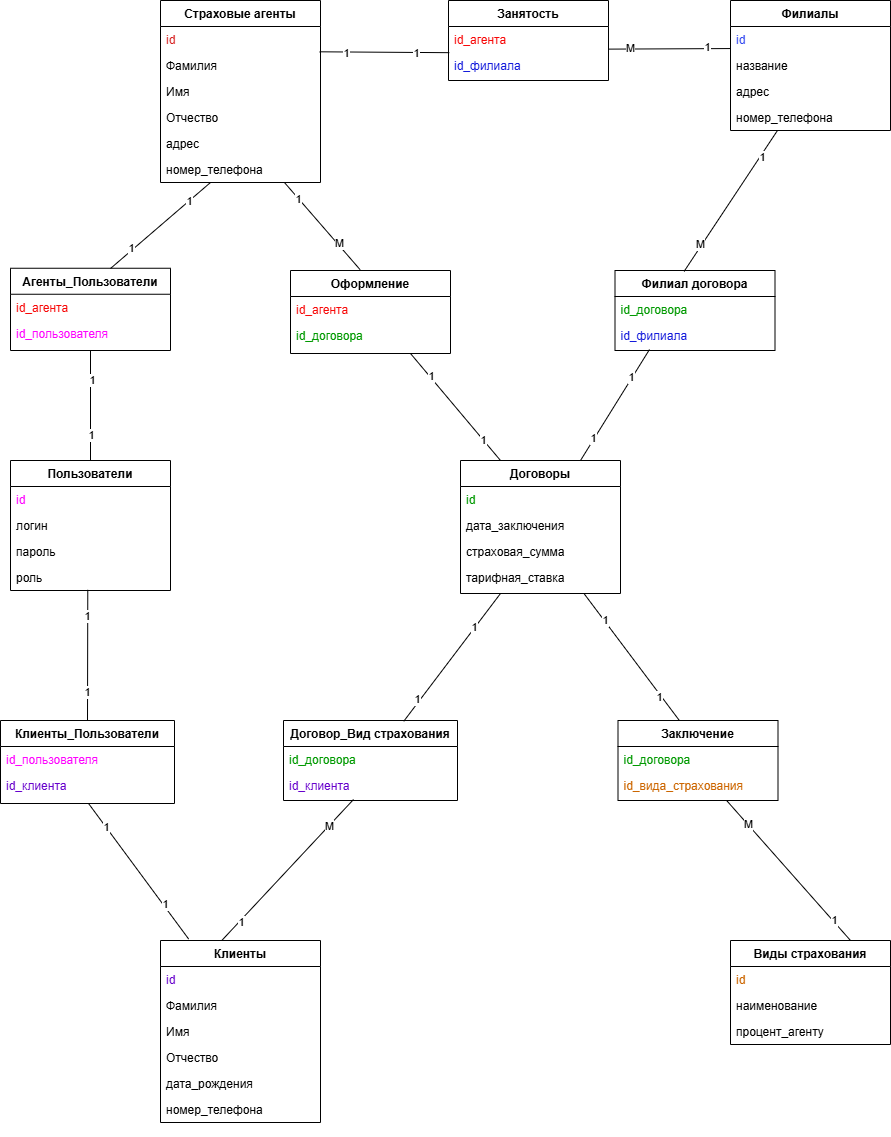 Страховые агенты
id
Фамилия
Имя
Отчество
адрес
номер_телефона
1
1
Занятость
id_агента
id_филиала
М
1
Филиалы
id
название
адрес
номер_телефона
1
1
1
М
1
М
Агенты_Пользователи
id_агента
id_пользователя
Оформление
id_агента
id_договора
Филиал договора
id_договора
id_филиала
1
1
1
1
1
1
Пользователи
id
логин
пароль
роль
Договоры
id
дата_заключения
страховая_сумма
тарифная_ставка
1
1
1
1
1
1
Клиенты_Пользователи
id_пользователя
id_клиента
Договор_Вид страхования
id_договора
id_клиента
Заключение
id_договора
id_вида_страхования
1
1
М
1
М
1
Клиенты
id
Фамилия
Имя
Отчество
дата_рождения
номер_телефона
Виды страхования
id
наименование
процент_агенту